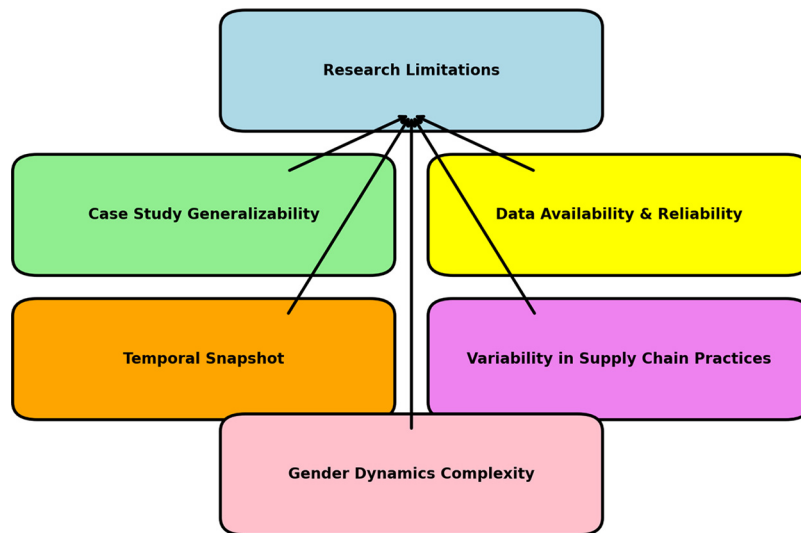 Research Limitations
Case Study Generalizability
Data Availability & Reliability
Temporal Snapshot
Variability in Supply Chain Practices
Gender Dynamics Complexity